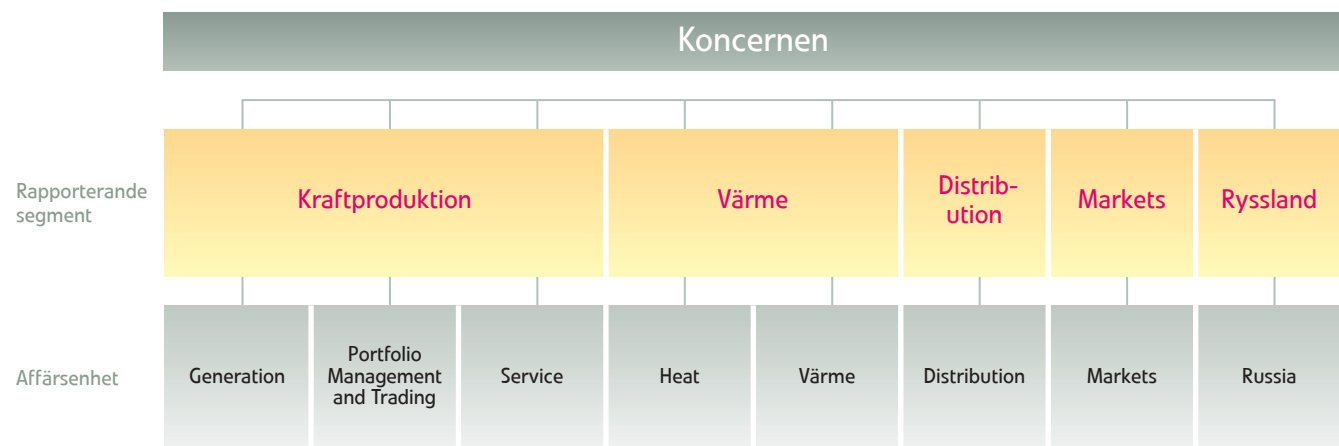 Koncernen
Rapporterande
segment
Kraftproduktion
Värme
Distrib-
ution
Markets
Ryssland
Affärsenhet
Generation
Portfolio
Management
and Trading
Service
Heat
Värme
Distribution
Markets
Russia